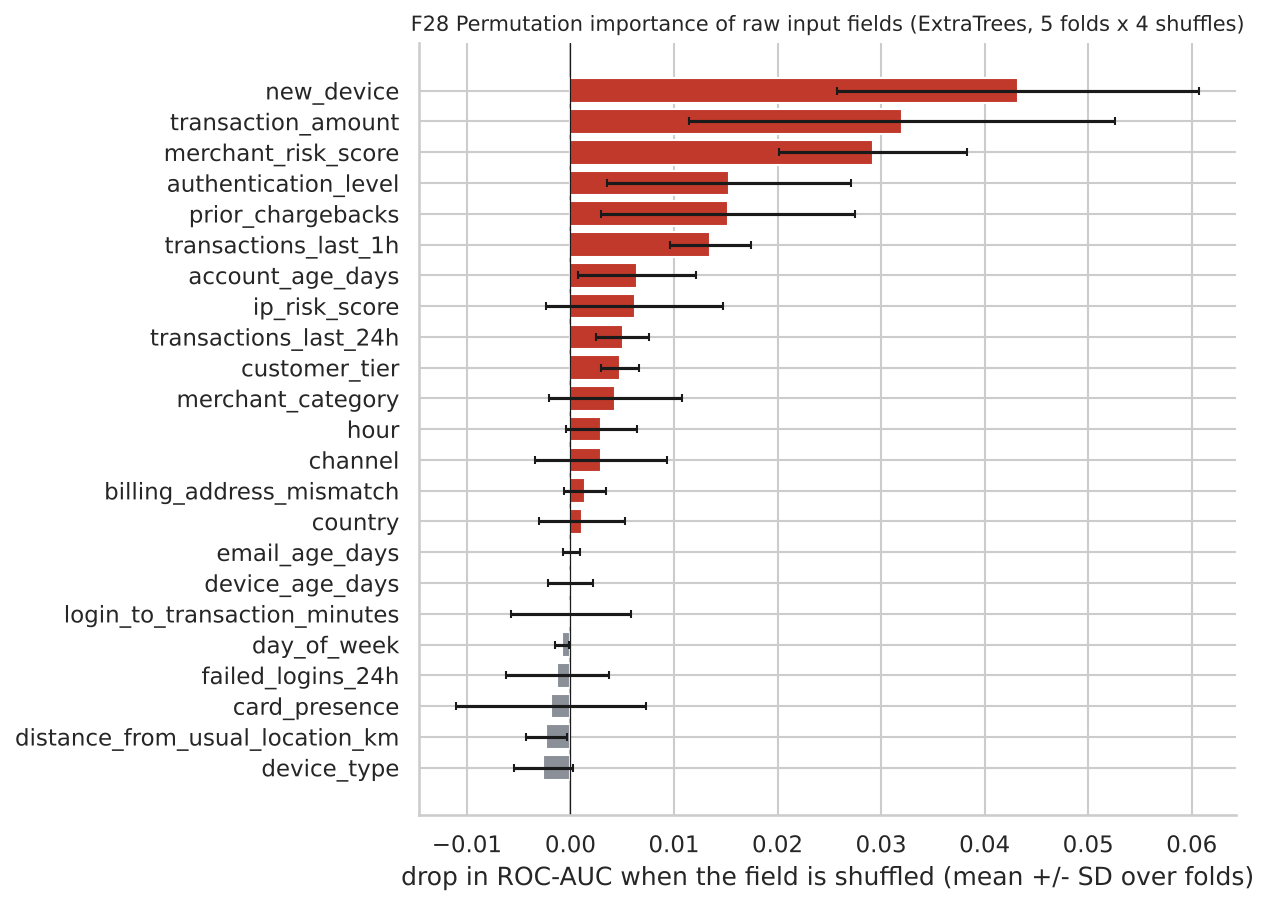 F28 Permutation importance of raw input fields (ExtraTrees, 5 folds x 4 shuffles)
new_device
transaction_amount
merchant_risk_score
authentication_level
prior_chargebacks
transactions_last_1h
account_age_days
ip_risk_score
transactions_last_24h
customer_tier
merchant_category
hour
channel
billing_address_mismatch
country
email_age_days
device_age_days
login_to_transaction_minutes
day_of_week
failed_logins_24h
card_presence
distance_from_usual_location_km
device_type
−0.01 0.00 0.01 0.02 0.03 0.04 0.05 0.06
drop in ROC-AUC when the field is shuffled (mean +/- SD over folds)